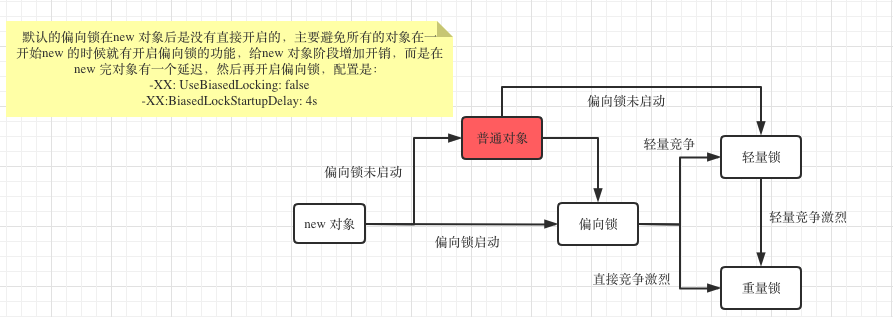 默认的偏向锁在new 对象后是没有直接开启的，主要避免所有的对象在一
开始new 的时候就有开启偏向锁的功能，给new 对象阶段增加开销，而是在
new 完对象有一个延迟，然后再开启偏向锁，配置是：
-XX: UseBiasedLocking: false
-XX:BiasedLockStartupDelay: 4s
偏向锁未启动
普通对象
轻量竞争
轻量锁
偏向锁未启动
new 对象
偏向锁
轻量竞争激烈
偏向锁启动
直接竞争激烈
重量锁